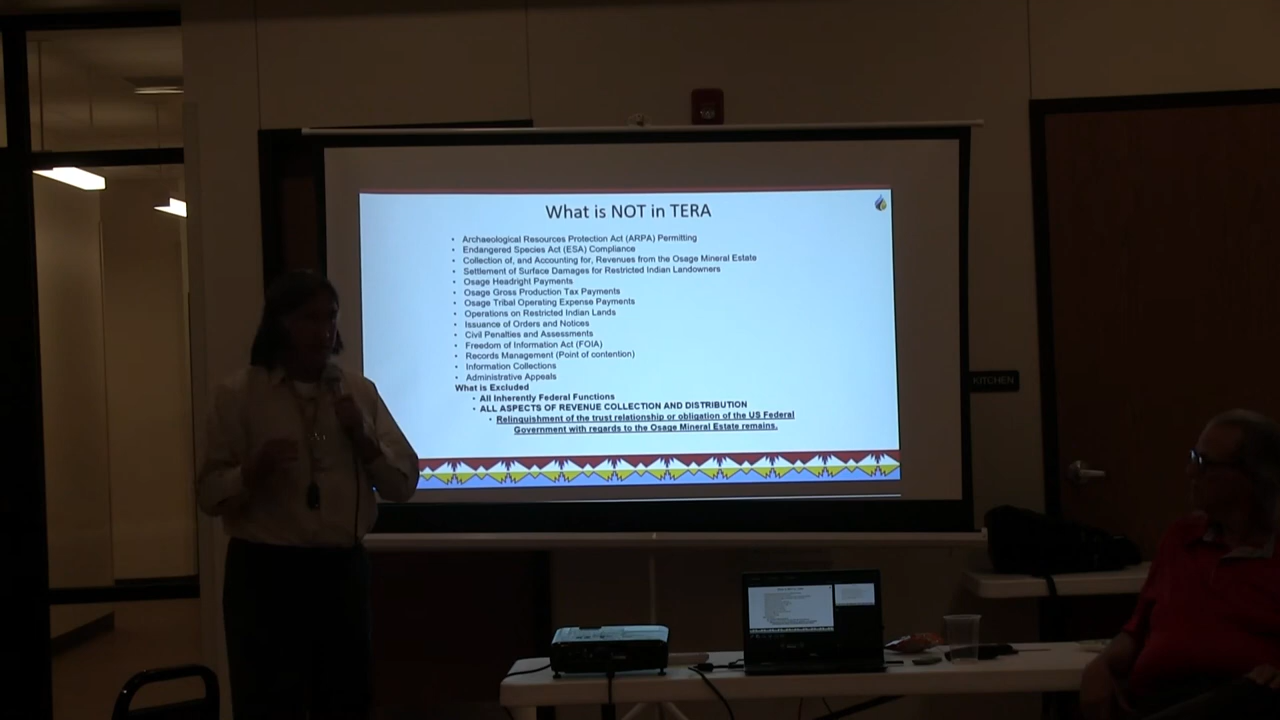 What is NOT in TERA
• Archaeological Resources Protection Act (ARPA) Permitting
• Endangered Species Act (ESA) Compliance
• Collection of, and Accounting for, Revenues from the Osage Mineral Estate
• Settlement of Surface Damages for Restricted Indian Landowners
• Osage Headright Payments
• Osage Gross Production Tax Payments
• Osage Tribal Operating Expense Payments
• Operations on Restricted Indian Lands
• Issuance of Orders and Notices
• Civil Penalties and Assessments
• Freedom of Information Act (FOIA)
• Records Management (Point of contention)
• Information Collections
• Administrative Appeals
What is Excluded
• All Inherently Federal Functions
• ALL ASPECTS OF REVENUE COLLECTION AND DISTRIBUTION
• Relinquishment of the trust relationship or obligation of the US Federal
Government with regards to the Osage Mineral Estate remains.
KITCHEN